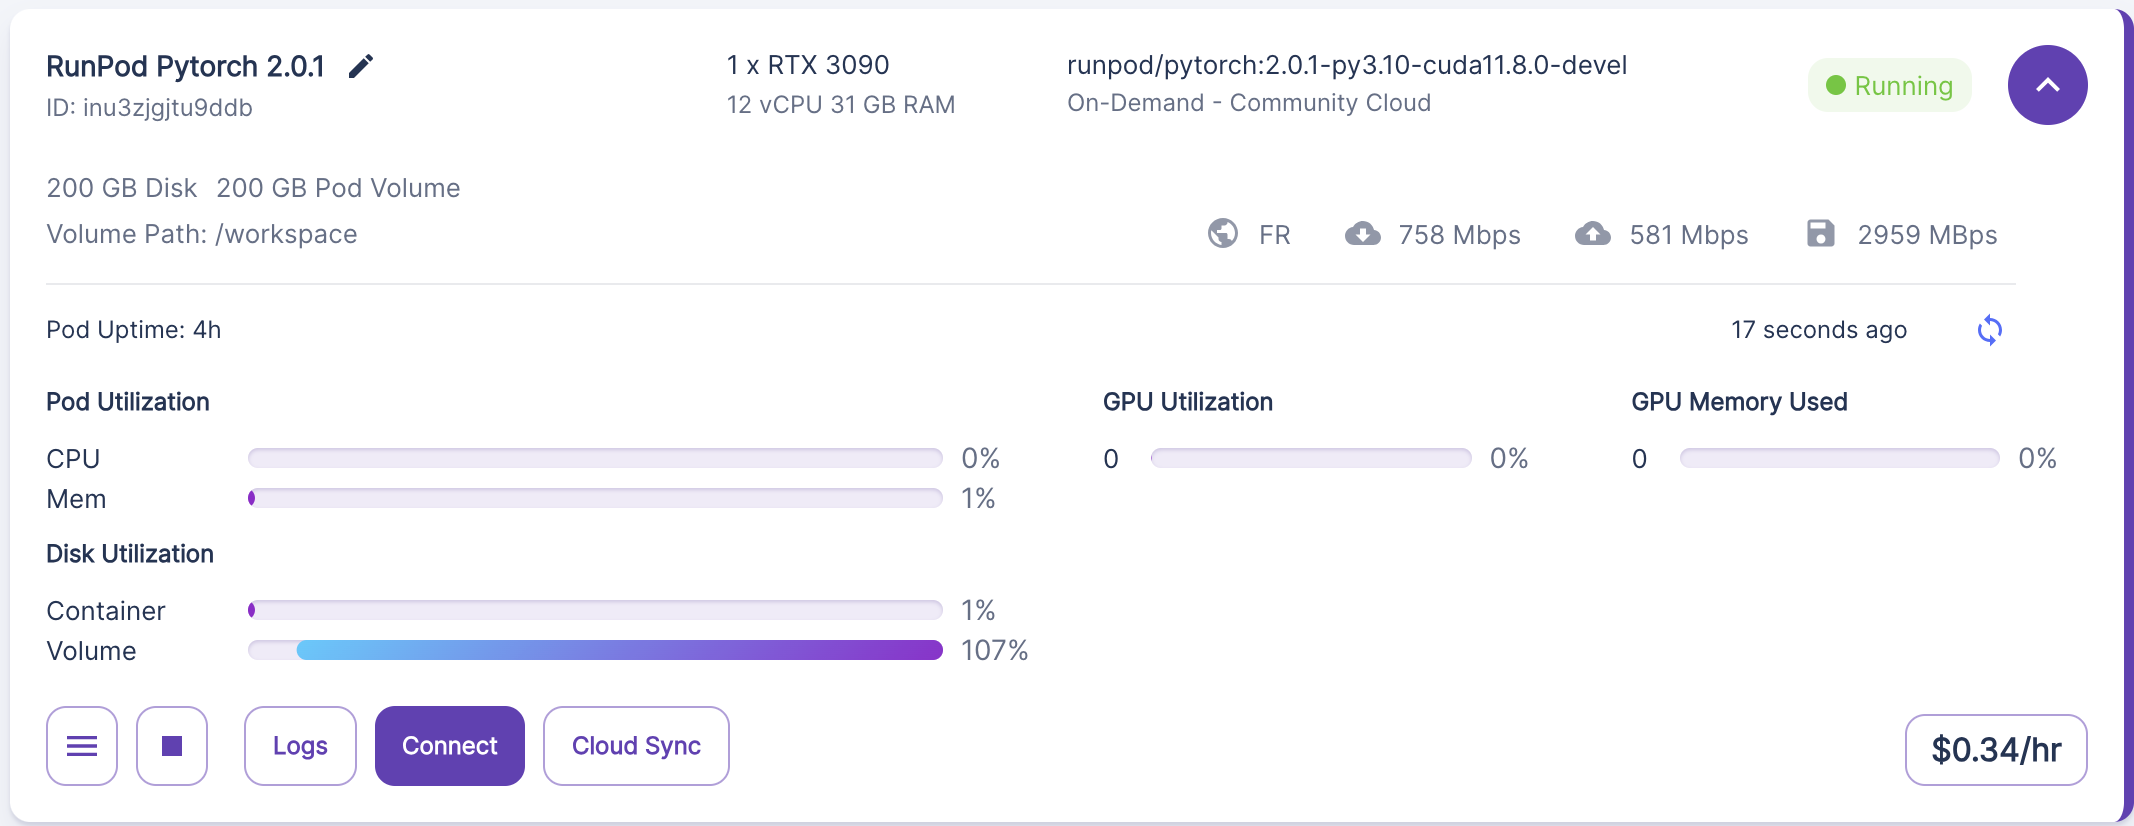 RunPod Pytorch 2.0.1
ID: inu3zjgjtu9ddb
1 x RTX 3090
12 vCPU 31 GB RAM
runpod/pytorch:2.0.1-py3.10-cuda11.8.0-devel
On-Demand - Community Cloud
Running
200 GB Disk 200 GB Pod Volume
Volume Path: /workspace
FR 758 Mbps 581 Mbps 2959 MBps
Pod Uptime: 4h
17 seconds ago
Pod Utilization
CPU 0%
Mem 1%
GPU Utilization
0 0%
GPU Memory Used
0 0%
Disk Utilization
Container 1%
Volume 107%
Logs
Connect
Cloud Sync
$0.34/hr